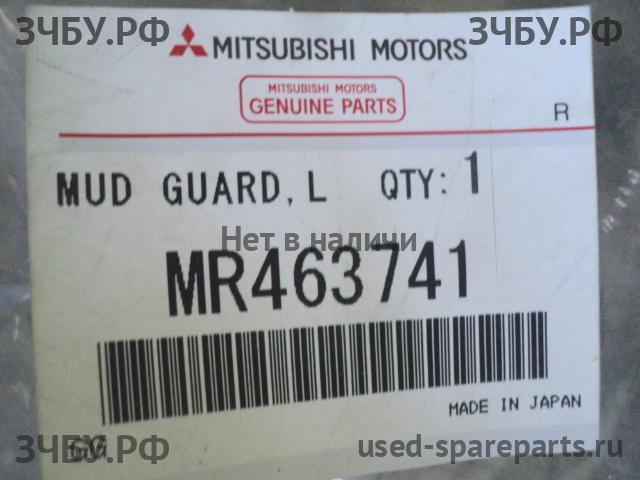 ЗЧБУ.РФ ЗЧБУ.РФ
MITSUBISHI MOTORS
MITSUBISHI MOTORS
GENUINE PARTS
R
MUD GUARD, L QTY: 1
Нет в наличи
MR463741
MADE IN JAPAN
ЗЧБУ.РФ used-spareparts.ru